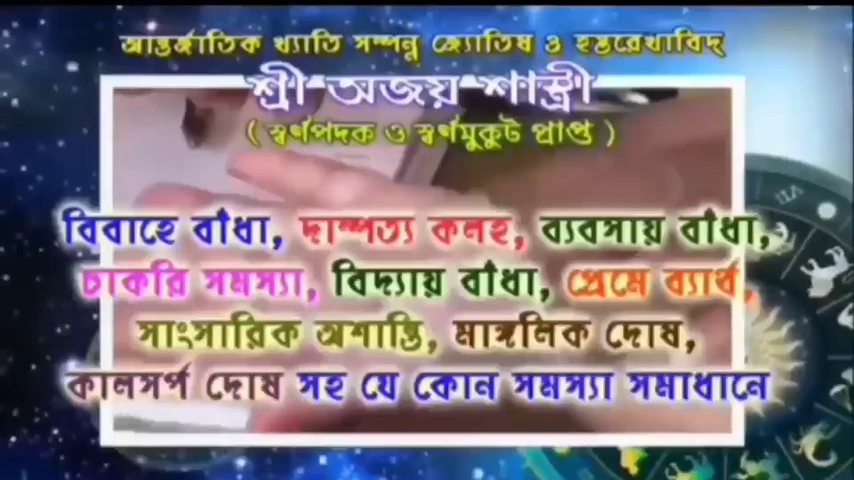 আন্তর্জাতিক খ্যাতি সম্পন্ন জ্যোতিষ ও হস্তরেখাবিদ্
শ্রী অজয় শাস্ত্রী
( স্বর্ণপদক ও স্বর্ণমুকুট প্রাপ্ত )
বিবাহে বাঁধা, দাম্পত্য কলহ, ব্যবসায় বাঁধা,
চাকরি সমস্যা, বিদ্যায় বাঁধা, প্রেমে ব্যার্থ,
সাংসারিক অশান্তি, মাঙ্গলিক দোষ,
কালসর্প দোষ সহ যে কোন সমস্যা সমাধানে